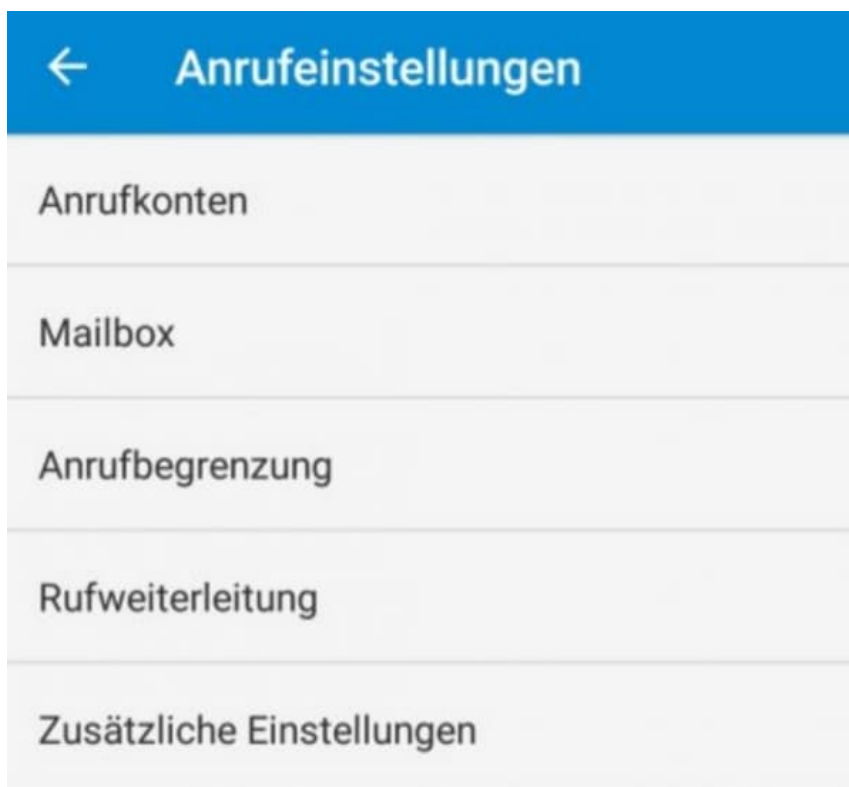 Anrufeinstellungen
Anrufkonten
Mailbox
Anrufbegrenzung
Rufweiterleitung
Zusätzliche Einstellungen